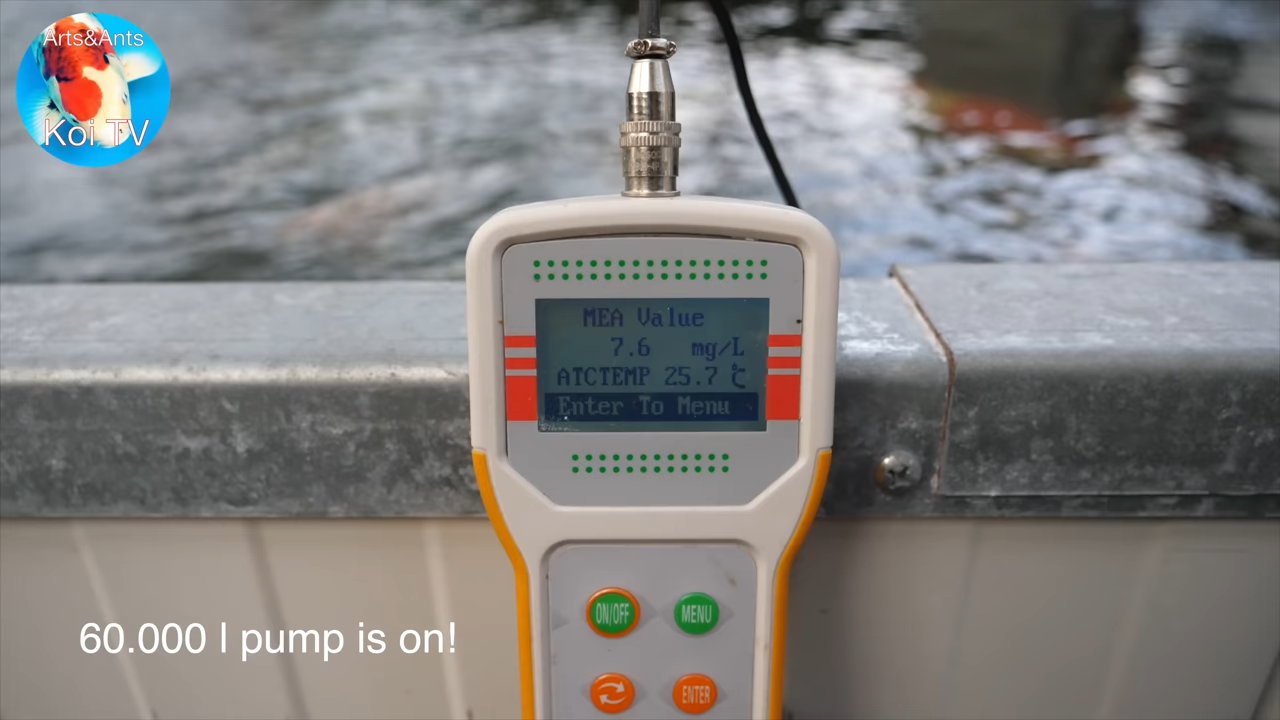 Arts&Ants
Koi TV
MEA Value
7.6 mg/L
ATCTEMP 25.7 ℃
Enter To Menu
ON/OFF
MENU
ENTER
60.000 l pump is on!